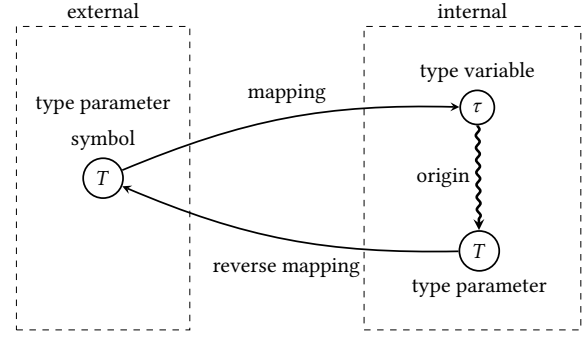 external
internal
type parameter
symbol
T
mapping
type variable
τ
origin
T
type parameter
reverse mapping